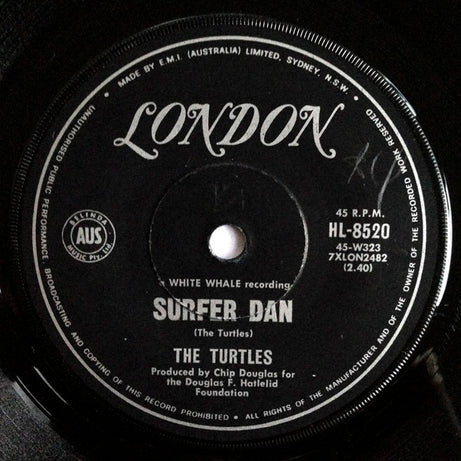 MADE BY E.M.I. (AUSTRALIA) LIMITED, SYDNEY, N.S.W.
ALL RIGHTS OF THE MANUFACTURER AND OF THE OWNER OF THE RECORDED WORK RESERVED
UNAUTHORISED PUBLIC PERFORMANCE, BROADCASTING AND COPYING OF THIS RECORD PROHIBITED
LONDON
BELINDA
AUS
MUSIC Pty. Ltd
45 R.P.M.
HL-8520
45-W323
7XLON2482
(2.40)
WHITE WHALE recording
SURFER DAN
(The Turtles)
THE TURTLES
Produced by Chip Douglas for
the Douglas F. Hatlelid
Foundation